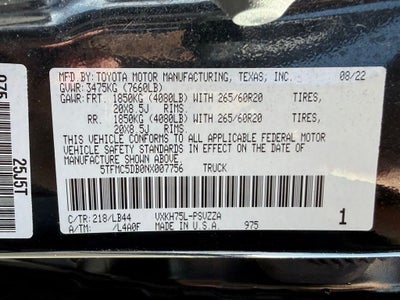 MFD.BY:TOYOTA MOTOR MANUFACTURING, TEXAS, INC. 08/22
GVWR:3475KG (7660LB)
GAWR:FRT. 1850KG (4080LB) WITH 265/60R20 TIRES,
20X8.5J RIMS,
RR. 1850KG (4080LB) WITH 265/60R20 TIRES,
20X8.5J RIMS,
THIS VEHICLE CONFORMS TO ALL APPLICABLE FEDERAL MOTOR
VEHICLE SAFETY STANDARDS IN EFFECT ON THE DATE OF
MANUFACTURE SHOWN ABOVE.
5TFMC5DB0NX007756 TRUCK
C/TR:218/LB44 VXKH75L-PSVZZA
A/TM: /L4A0F MADE IN U.S.A. 975 1
975
25J5T